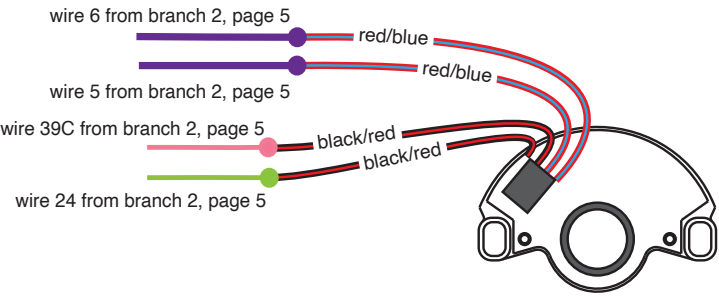 wire 6 from branch 2, page 5
red/blue
red/blue
wire 5 from branch 2, page 5
wire 39C from branch 2, page 5
black/red
black/red
wire 24 from branch 2, page 5